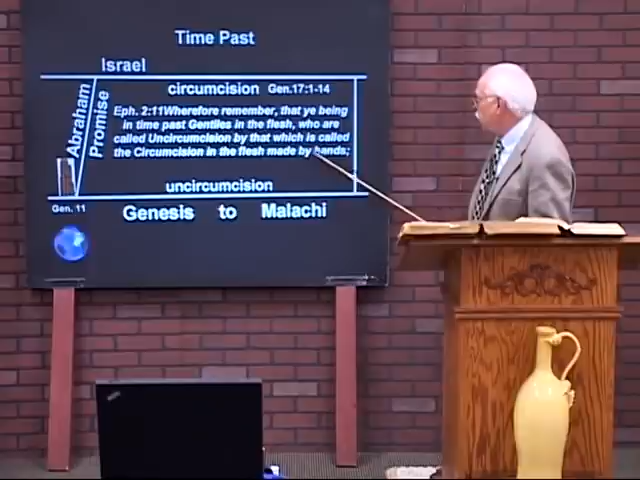 Time Past
Israel
circumcision Gen.17:1-14
Abraham
Promise
Eph. 2:11Wherefore remember, that ye being
in time past Gentiles in the flesh, who are
called Uncircumcision by that which is called
the Circumcision in the flesh made by hands;
uncircumcision
Gen. 11
Genesis to Malachi